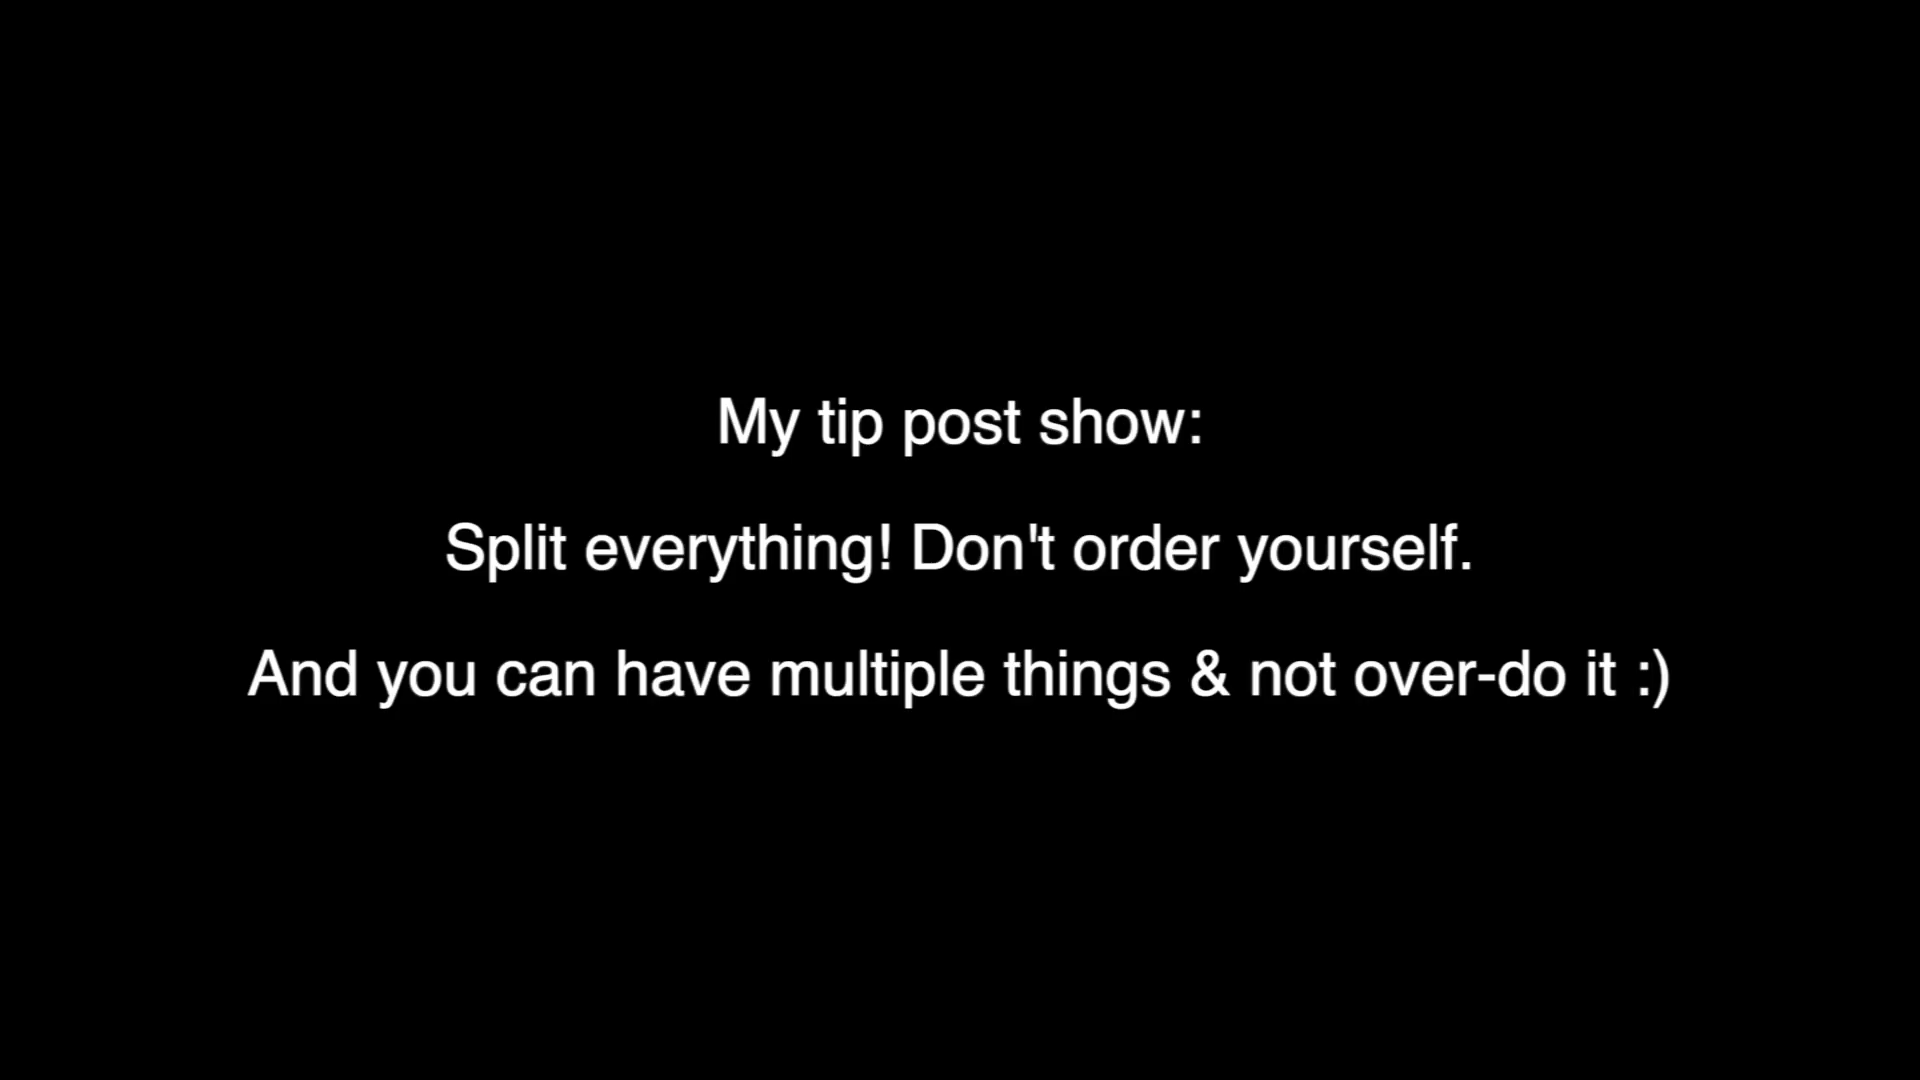 My tip post show:
Split everything! Don't order yourself.
And you can have multiple things & not over-do it :)